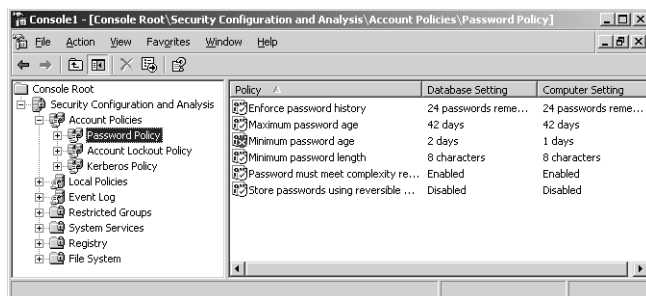 Console1 - [Console Root\Security Configuration and Analysis\Account Policies\Password Policy]
File Action View Favorites Window Help
Console Root
Security Configuration and Analysis
Account Policies
Password Policy
Account Lockout Policy
Kerberos Policy
Local Policies
Event Log
Restricted Groups
System Services
Registry
File System
Policy Database Setting Computer Setting
Enforce password history 24 passwords reme... 24 passwords reme...
Maximum password age 42 days 42 days
Minimum password age 2 days 1 days
Minimum password length 8 characters 8 characters
Password must meet complexity re... Enabled Enabled
Store passwords using reversible ... Disabled Disabled